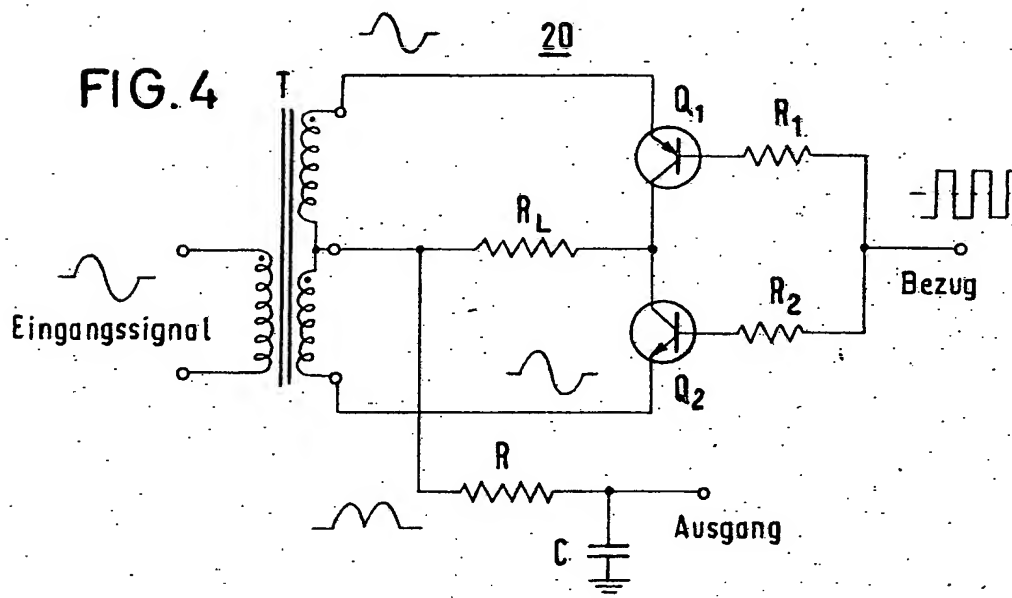 20
FIG. 4
T
Q1
R1
RL
Bezug
R2
Eingangssignal
Q2
R
Ausgang
C